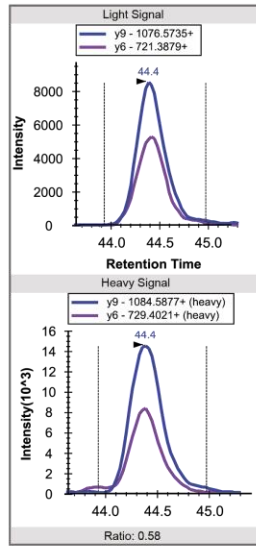 Light Signal
y9 - 1076.5735+
y6 - 721.3879+
44.4
8000
6000
4000
2000
0
Intensity
44.0 44.5 45.0
Retention Time
Heavy Signal
y9 - 1084.5877+ (heavy)
y6 - 729.4021+ (heavy)
44.4
16
14
12
10
8
6
4
2
0
Intensity(10^3)
44.0 44.5 45.0
Ratio: 0.58